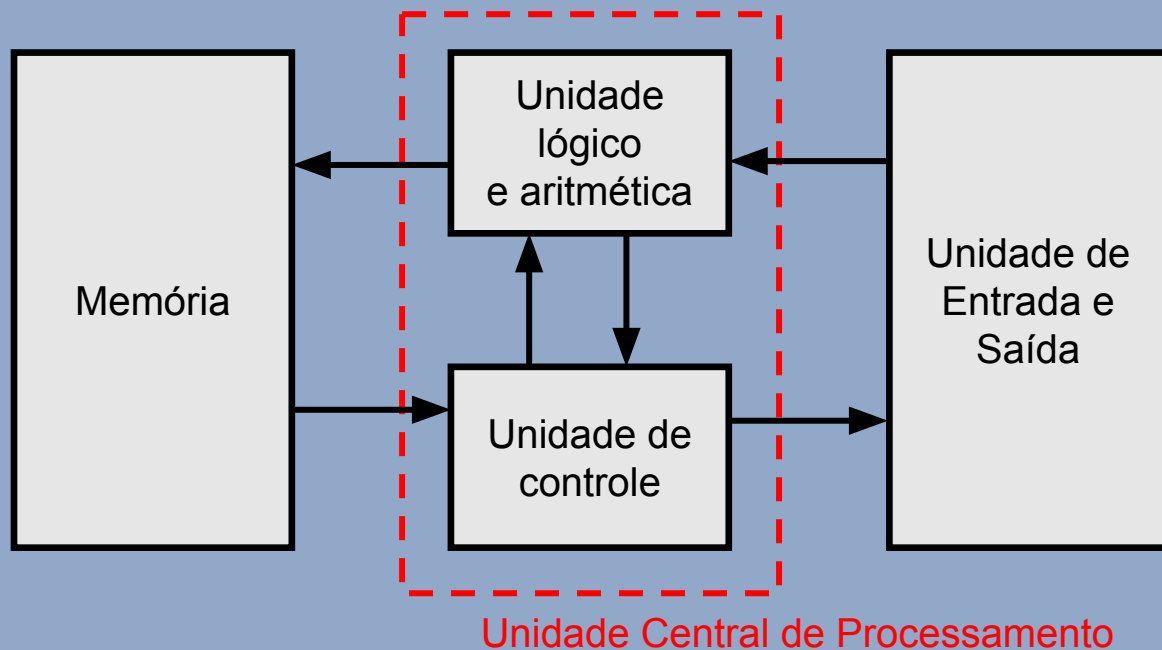 Memória
Unidade
lógico
e aritmética
Unidade de
controle
Unidade de
Entrada e
Saída
Unidade Central de Processamento